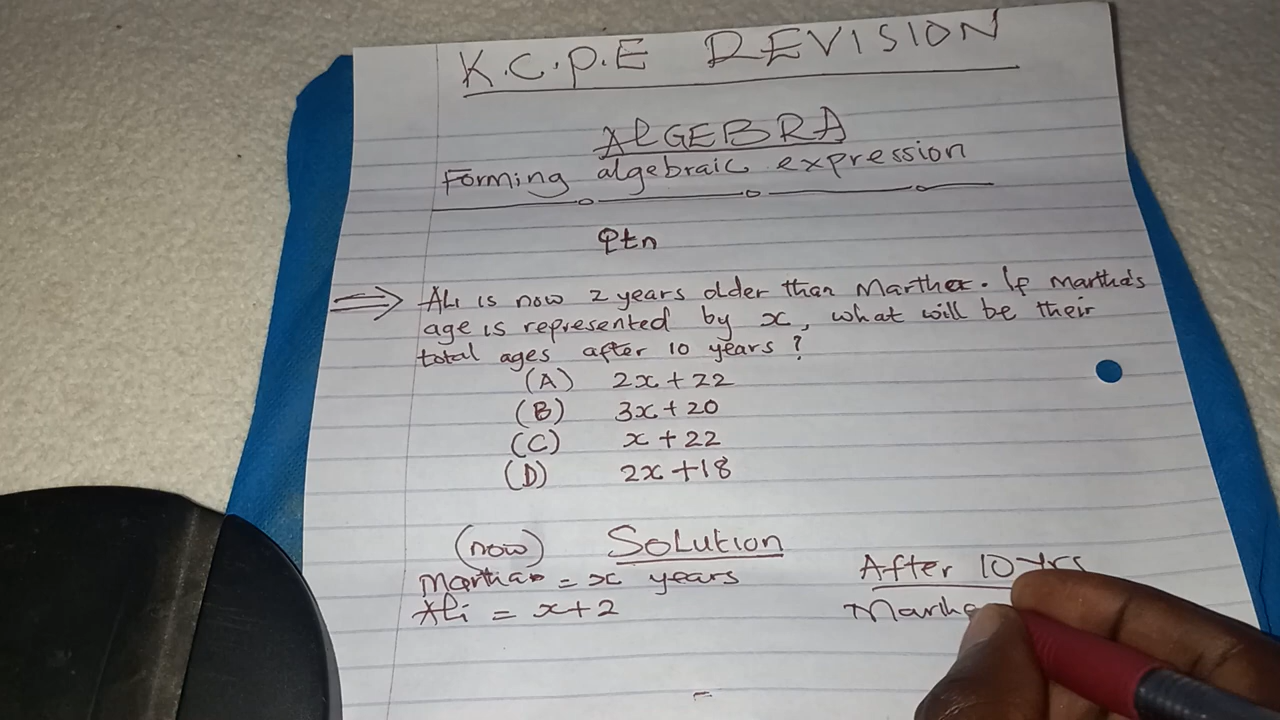 K.C.P.E REVISION
ALGEBRA
Forming algebraic expression
Qtn
⇒ Ali is now 2 years older than Martha. If martha's
age is represented by x, what will be their
total ages after 10 years ?
(A) 2x + 22
(B) 3x + 20
(C) x + 22
(D) 2x + 18
(now) Solution
Martha = x years
Ali = x + 2
After 10 yrs
Martha